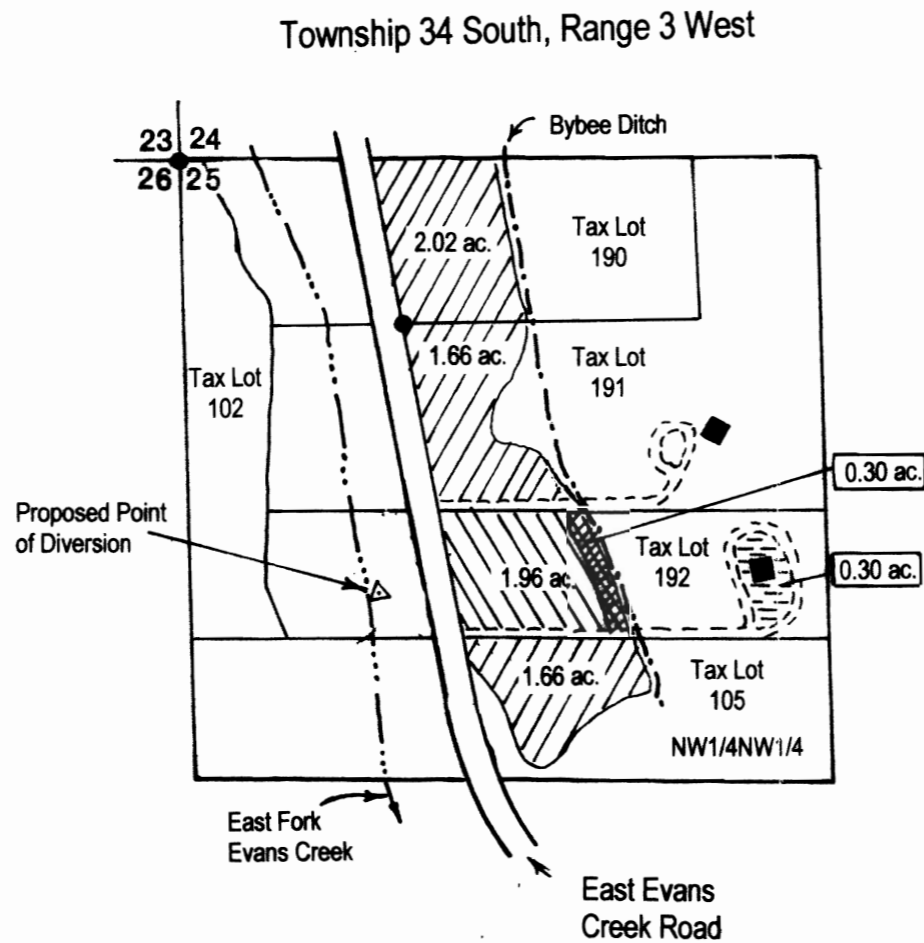 Township 34 South, Range 3 West
Bybee Ditch
23 24
26 25
2.02 ac.
Tax Lot
190
1.66 ac.
Tax Lot
191
Tax Lot
102
0.30 ac.
Proposed Point
of Diversion
1.96 ac.
Tax Lot
192
0.30 ac.
1.66 ac.
Tax Lot
105
NW1/4NW1/4
East Fork
Evans Creek
East Evans
Creek Road